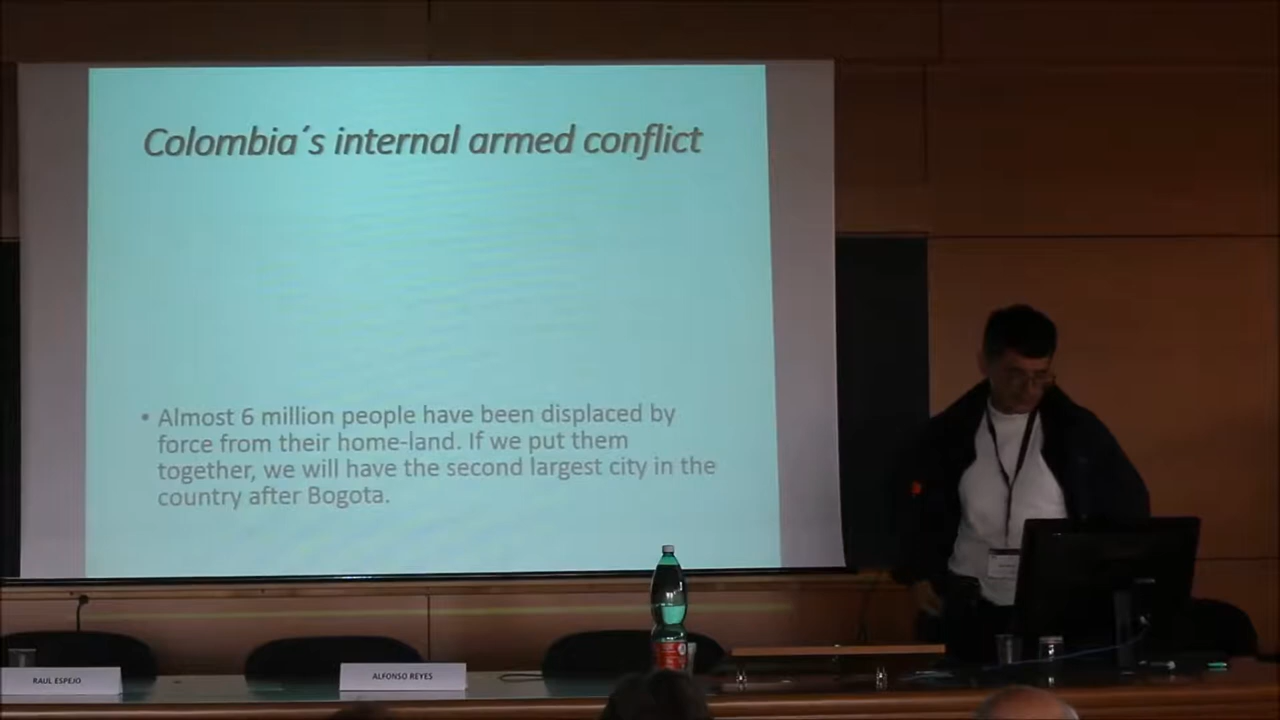 Colombia´s internal armed conflict
• Almost 6 million people have been displaced by
force from their home-land. If we put them
together, we will have the second largest city in the
country after Bogota.
RAUL ESPEJO
ALFONSO REYES